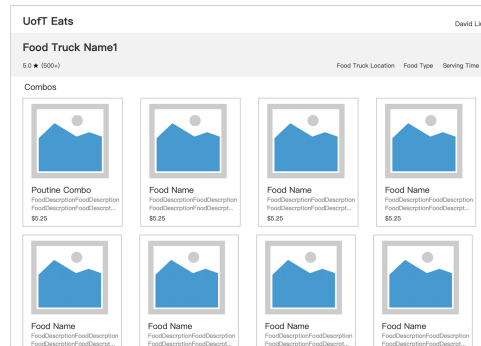 UofT Eats
David Li
Food Truck Name1
5.0 ★ (500+)
Food Truck Location Food Type Serving Time
Combos
Poutine Combo
FoodDescrptionFoodDescrption
FoodDescrptionFoodDescrpt...
$5.25
Food Name
FoodDescrptionFoodDescrption
FoodDescrptionFoodDescrpt...
$5.25
Food Name
FoodDescrptionFoodDescrption
FoodDescrptionFoodDescrpt...
$5.25
Food Name
FoodDescrptionFoodDescrption
FoodDescrptionFoodDescrpt...
$5.25
Food Name
FoodDescrptionFoodDescrption
FoodDescrptionFoodDescrpt...
Food Name
FoodDescrptionFoodDescrption
FoodDescrptionFoodDescrpt...
Food Name
FoodDescrptionFoodDescrption
FoodDescrptionFoodDescrpt...
Food Name
FoodDescrptionFoodDescrption
FoodDescrptionFoodDescrpt...